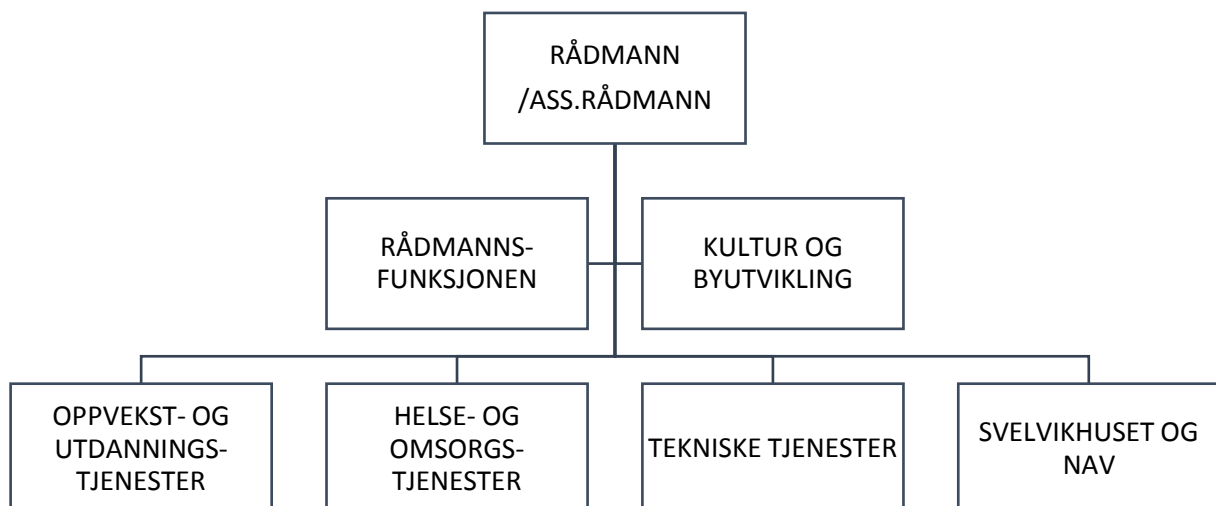 RÅDMANN
/ASS.RÅDMANN
RÅDMANNS-
FUNKSJONEN
KULTUR OG
BYUTVIKLING
OPPVEKST- OG
UTDANNINGS-
TJENESTER
HELSE- OG
OMSORGS-
TJENESTER
TEKNISKE TJENESTER
SVELVIKHUSET OG
NAV